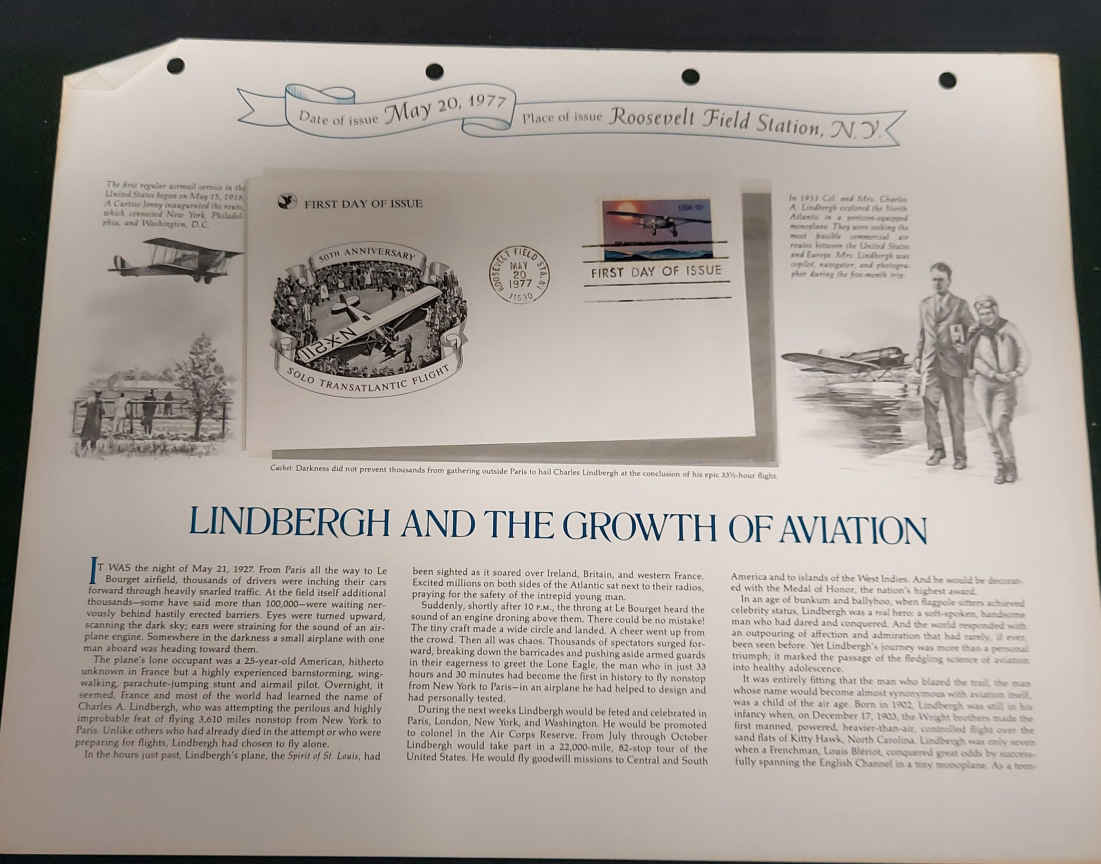 Date of issue May 20, 1977 Place of issue Roosevelt Field Station, N.Y.
The first regular airmail service in the
United States began on May 15, 1918.
A Curtiss Jenny inaugurated the route,
which connected New York, Philadel-
phia, and Washington, D.C.
FIRST DAY OF ISSUE
50TH ANNIVERSARY
N-X-211
SOLO TRANSATLANTIC FLIGHT
ROOSEVELT FIELD STA. NY
MAY
20
1977
11530
USA 13c
FIRST DAY OF ISSUE
In 1933 Col. and Mrs. Charles
A. Lindbergh explored the North
Atlantic in a pontoon-equipped
monoplane. They were seeking the
most feasible commercial air
routes between the United States
and Europe. Mrs. Lindbergh was
copilot, navigator, and photogra-
pher during the five-month trip.
Cachet: Darkness did not prevent thousands from gathering outside Paris to hail Charles Lindbergh at the conclusion of his epic 33½-hour flight.
LINDBERGH AND THE GROWTH OF AVIATION
IT WAS the night of May 21, 1927. From Paris all the way to Le
Bourget airfield, thousands of drivers were inching their cars
forward through heavily snarled traffic. At the field itself additional
thousands—some have said more than 100,000—were waiting ner-
vously behind hastily erected barriers. Eyes were turned upward,
scanning the dark sky; ears were straining for the sound of an air-
plane engine. Somewhere in the darkness a small airplane with one
man aboard was heading toward them.
The plane's lone occupant was a 25-year-old American, hitherto
unknown in France but a highly experienced barnstorming, wing-
walking, parachute-jumping stunt and airmail pilot. Overnight, it
seemed, France and most of the world had learned the name of
Charles A. Lindbergh, who was attempting the perilous and highly
improbable feat of flying 3,610 miles nonstop from New York to
Paris. Unlike others who had already died in the attempt or who were
preparing for flights, Lindbergh had chosen to fly alone.
In the hours just past, Lindbergh's plane, the Spirit of St. Louis, had
been sighted as it soared over Ireland, Britain, and western France.
Excited millions on both sides of the Atlantic sat next to their radios,
praying for the safety of the intrepid young man.
Suddenly, shortly after 10 P.M., the throng at Le Bourget heard the
sound of an engine droning above them. There could be no mistake!
The tiny craft made a wide circle and landed. A cheer went up from
the crowd. Then all was chaos. Thousands of spectators surged for-
ward, breaking down the barricades and pushing aside armed guards
in their eagerness to greet the Lone Eagle, the man who in just 33
hours and 30 minutes had become the first in history to fly nonstop
from New York to Paris—in an airplane he had helped to design and
had personally tested.
During the next weeks Lindbergh would be feted and celebrated in
Paris, London, New York, and Washington. He would be promoted
to colonel in the Air Corps Reserve. From July through October
Lindbergh would take part in a 22,000-mile, 82-stop tour of the
United States. He would fly goodwill missions to Central and South
America and to islands of the West Indies. And he would be decorat-
ed with the Medal of Honor, the nation's highest award.
In an age of bunkum and ballyhoo, when flagpole sitters achieved
celebrity status, Lindbergh was a real hero: a soft-spoken, handsome
man who had dared and conquered. And the world responded with
an outpouring of affection and admiration that had rarely, if ever,
been seen before. Yet Lindbergh's journey was more than a personal
triumph; it marked the passage of the fledgling science of aviation
into healthy adolescence.
It was entirely fitting that the man who blazed the trail, the man
whose name would become almost synonymous with aviation itself,
was a child of the air age. Born in 1902, Lindbergh was still in his
infancy when, on December 17, 1903, the Wright brothers made the
first manned, powered, heavier-than-air, controlled flight over the
sand flats of Kitty Hawk, North Carolina. Lindbergh was only seven
when a Frenchman, Louis Blériot, conquered great odds by success-
fully spanning the English Channel in a tiny monoplane. As a teen-